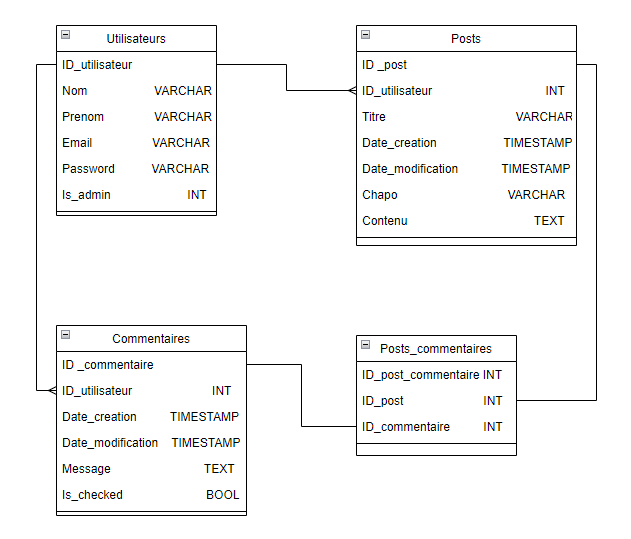 Utilisateurs
ID_utilisateur
Nom VARCHAR
Prenom VARCHAR
Email VARCHAR
Password VARCHAR
Is_admin INT
Posts
ID _post
ID_utilisateur INT
Titre VARCHAR
Date_creation TIMESTAMP
Date_modification TIMESTAMP
Chapo VARCHAR
Contenu TEXT
Commentaires
ID _commentaire
ID_utilisateur INT
Date_creation TIMESTAMP
Date_modification TIMESTAMP
Message TEXT
Is_checked BOOL
Posts_commentaires
ID_post_commentaire INT
ID_post INT
ID_commentaire INT